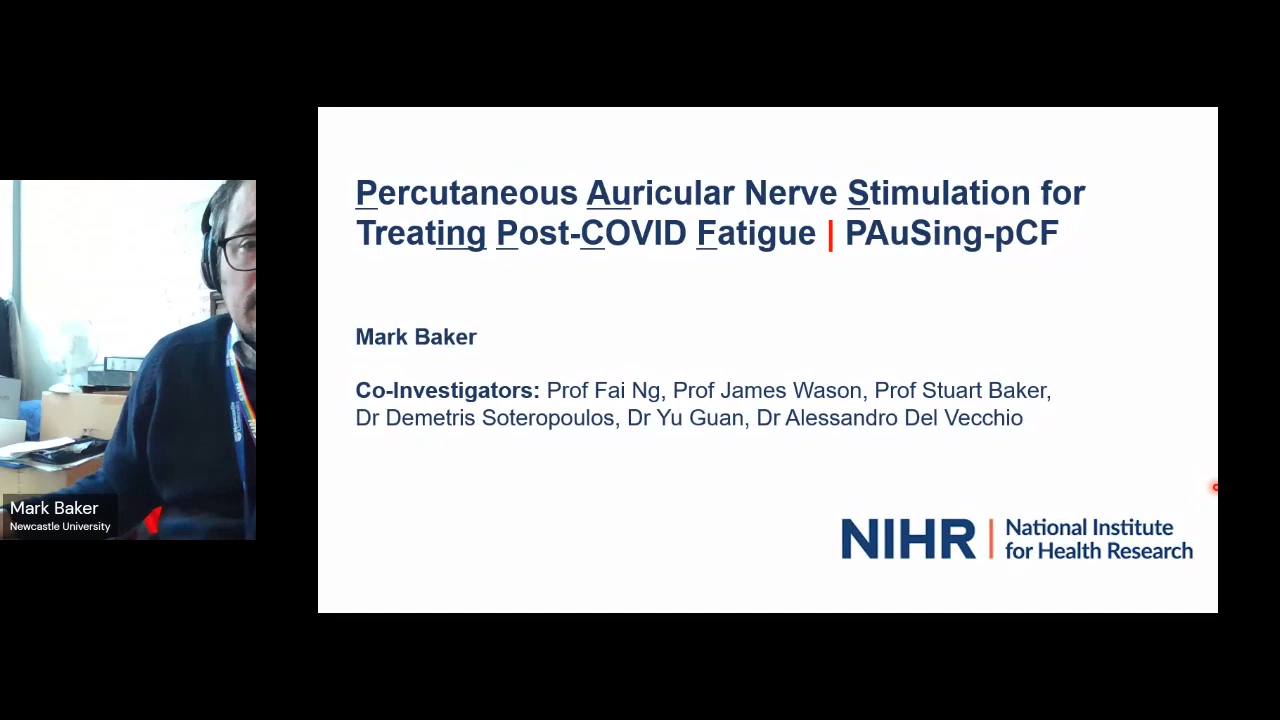 Percutaneous Auricular Nerve Stimulation for
Treating Post-COVID Fatigue | PAuSing-pCF
Mark Baker
Co-Investigators: Prof Fai Ng, Prof James Wason, Prof Stuart Baker,
Dr Demetris Soteropoulos, Dr Yu Guan, Dr Alessandro Del Vecchio
NIHR | National Institute
for Health Research
Mark Baker
Newcastle University